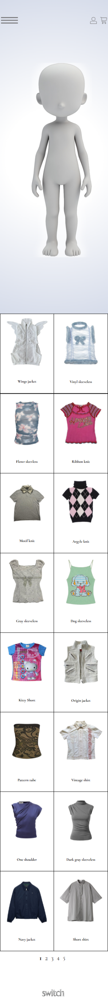 Wings jacket
Vinyl sleeveless
Flowr sleevless
Ribbon knit
Motif knit
Argyle knit
Gray sleeveless
Dog sleeveless
Kitty Short
Origin jacket
Pattern tube
Vintage shirt
One shoulder
Dark gray sleeveless
Navy jacket
Short shirt
1 2 3 4 5
switch